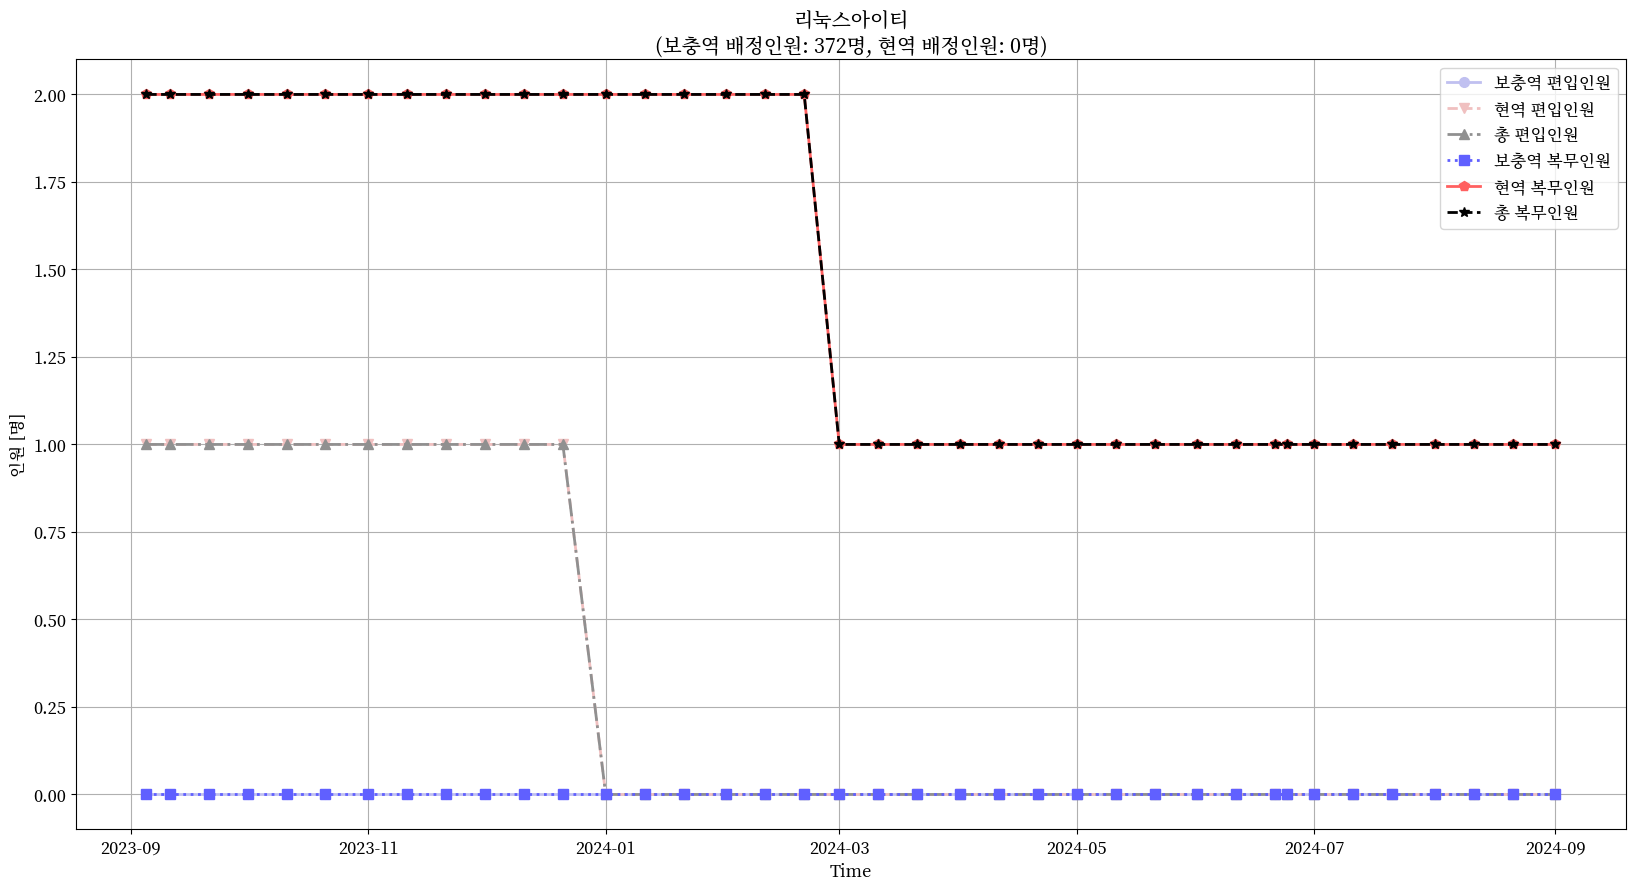 리눅스아이티
(보충역 배정인원: 372명, 현역 배정인원: 0명)
보충역 편입인원
현역 편입인원
총 편입인원
보충역 복무인원
현역 복무인원
총 복무인원
인원 [명]
2.00
1.75
1.50
1.25
1.00
0.75
0.50
0.25
0.00
2023-09
2023-11
2024-01
2024-03
2024-05
2024-07
2024-09
Time